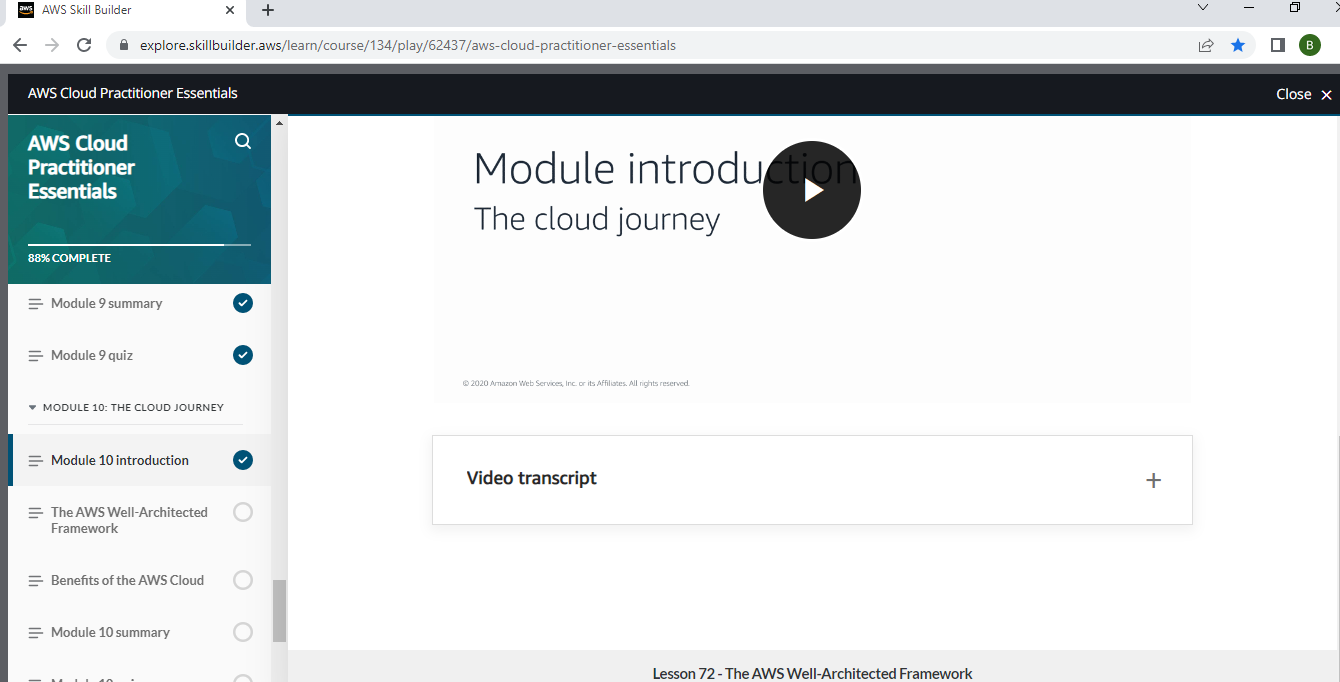 aws AWS Skill Builder
explore.skillbuilder.aws/learn/course/134/play/62437/aws-cloud-practitioner-essentials
B
AWS Cloud Practitioner Essentials
Close
AWS Cloud
Practitioner
Essentials
88% COMPLETE
Module 9 summary
Module 9 quiz
MODULE 10: THE CLOUD JOURNEY
Module 10 introduction
The AWS Well-Architected
Framework
Benefits of the AWS Cloud
Module 10 summary
Module introduction
The cloud journey
© 2020 Amazon Web Services, Inc. or its Affiliates. All rights reserved.
Video transcript
Lesson 72 - The AWS Well-Architected Framework